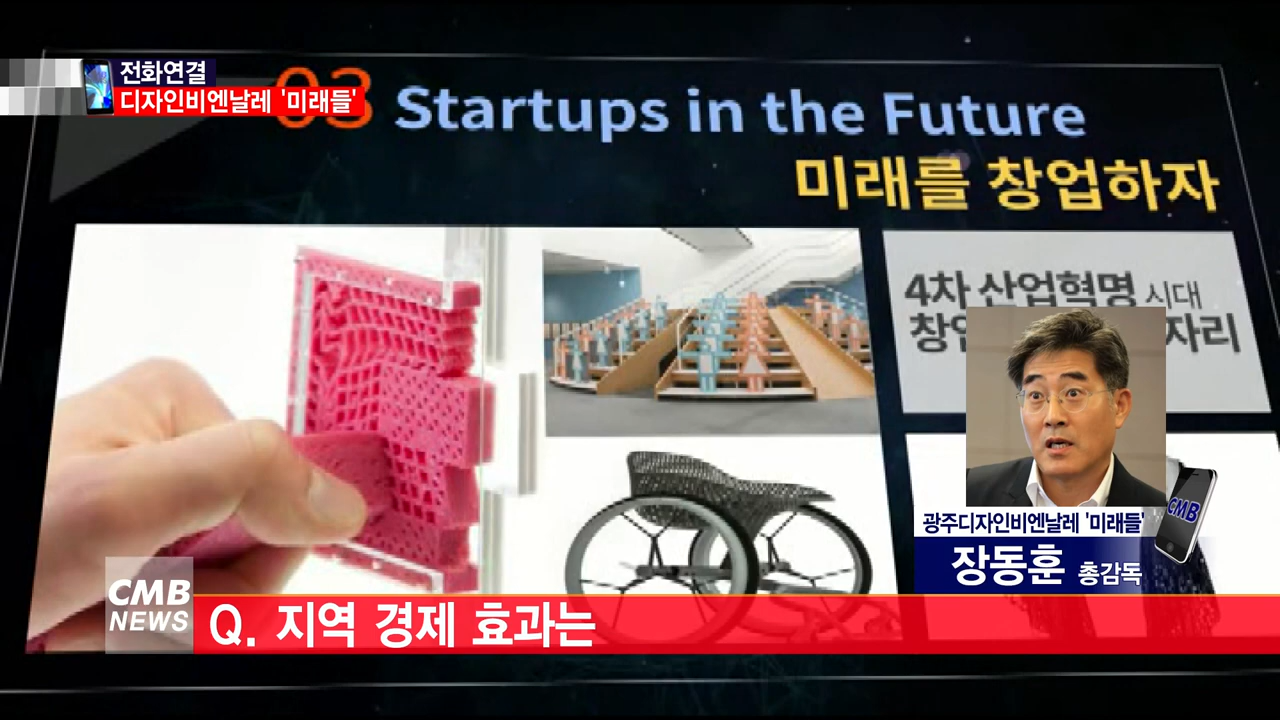 전화연결
디자인비엔날레 '미래들'
03 Startups in the Future
미래를 창업하자
4차 산업혁명 시대
자리
광주디자인비엔날레 '미래들'
장동훈 총감독
CMB
CMB
NEWS
Q. 지역 경제 효과는